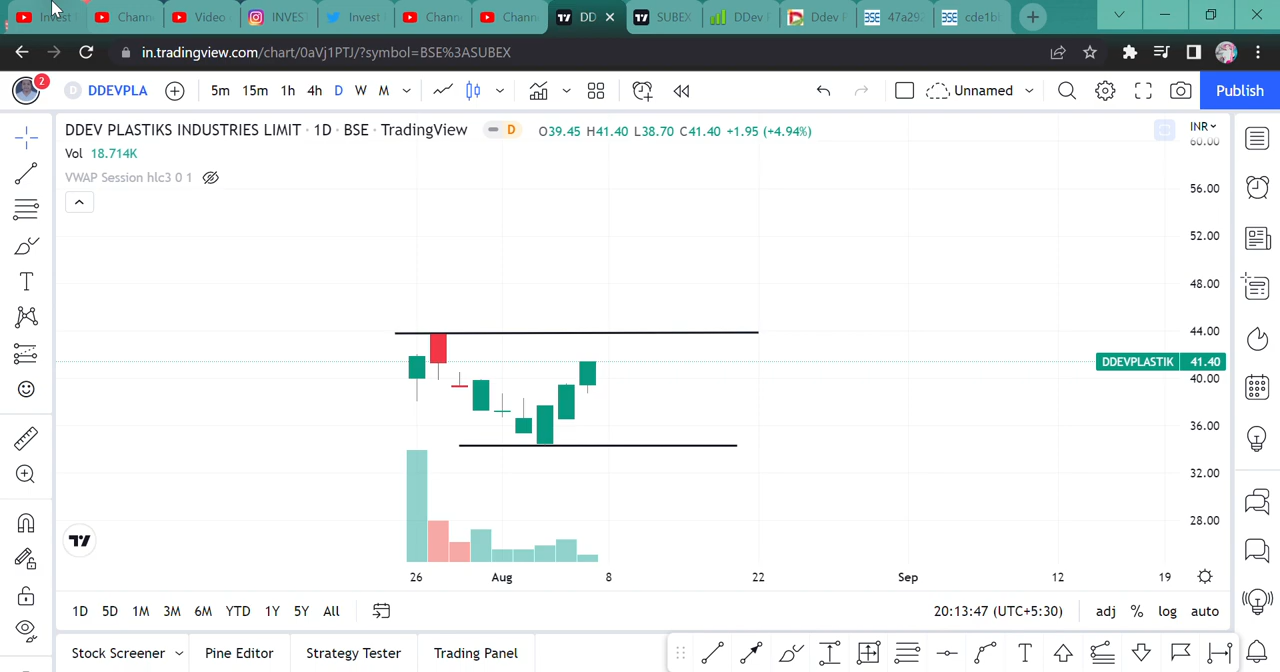 Invest
Chann
Video
INVES
Invest
Chann
Chann
DD
SUBEX
DDev
Ddev F
47a292
cde1b
in.tradingview.com/chart/0aVj1PTJ/?symbol=BSE%3ASUBEX
2
D DDEVPLA 5m 15m 1h 4h D W M Unnamed Publish
DDEV PLASTIKS INDUSTRIES LIMIT · 1D · BSE · TradingView D O39.45 H41.40 L38.70 C41.40 +1.95 (+4.94%) INR
Vol 18.714K
VWAP Session hlc3 0 1
60.00
56.00
52.00
48.00
44.00
DDEVPLASTIK 41.40
40.00
36.00
32.00
28.00
26 Aug 8 22 Sep 12 19
1D 5D 1M 3M 6M YTD 1Y 5Y All 20:13:47 (UTC+5:30) adj % log auto
Stock Screener Pine Editor Strategy Tester Trading Panel